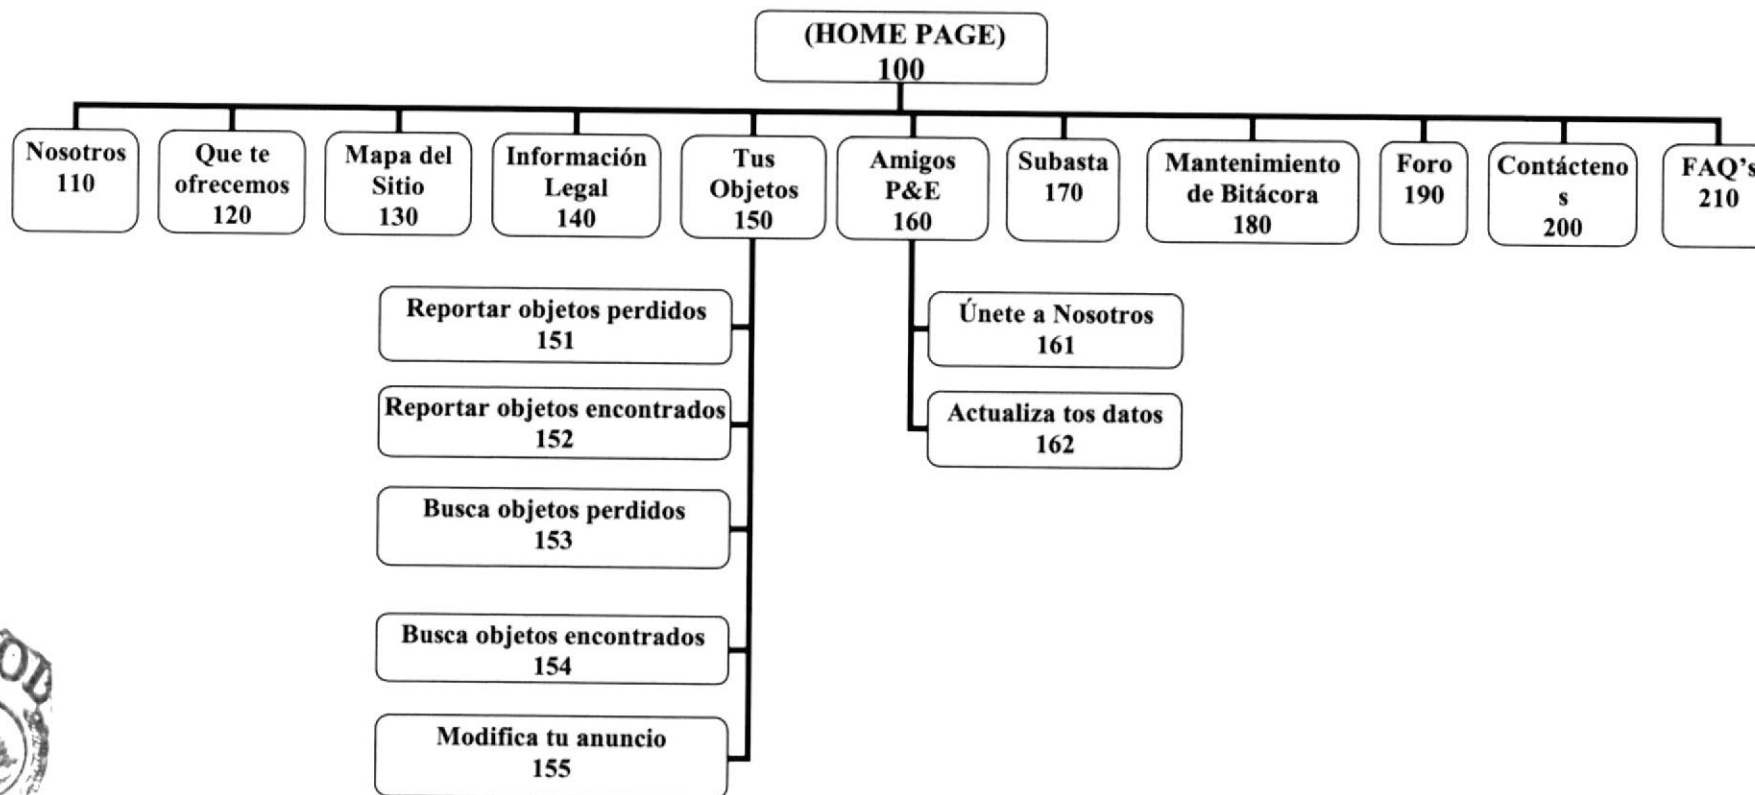 (HOME PAGE)
100
Nosotros
110
Que te
ofrecemos
120
Mapa del
Sitio
130
Información
Legal
140
Tus
Objetos
150
Amigos
P&E
160
Subasta
170
Mantenimiento
de Bitácora
180
Foro
190
Contácteno
s
200
FAQ's
210
Reportar objetos perdidos
151
Reportar objetos encontrados
152
Busca objetos perdidos
153
Busca objetos encontrados
154
Modifica tu anuncio
155
Únete a Nosotros
161
Actualiza tos datos
162